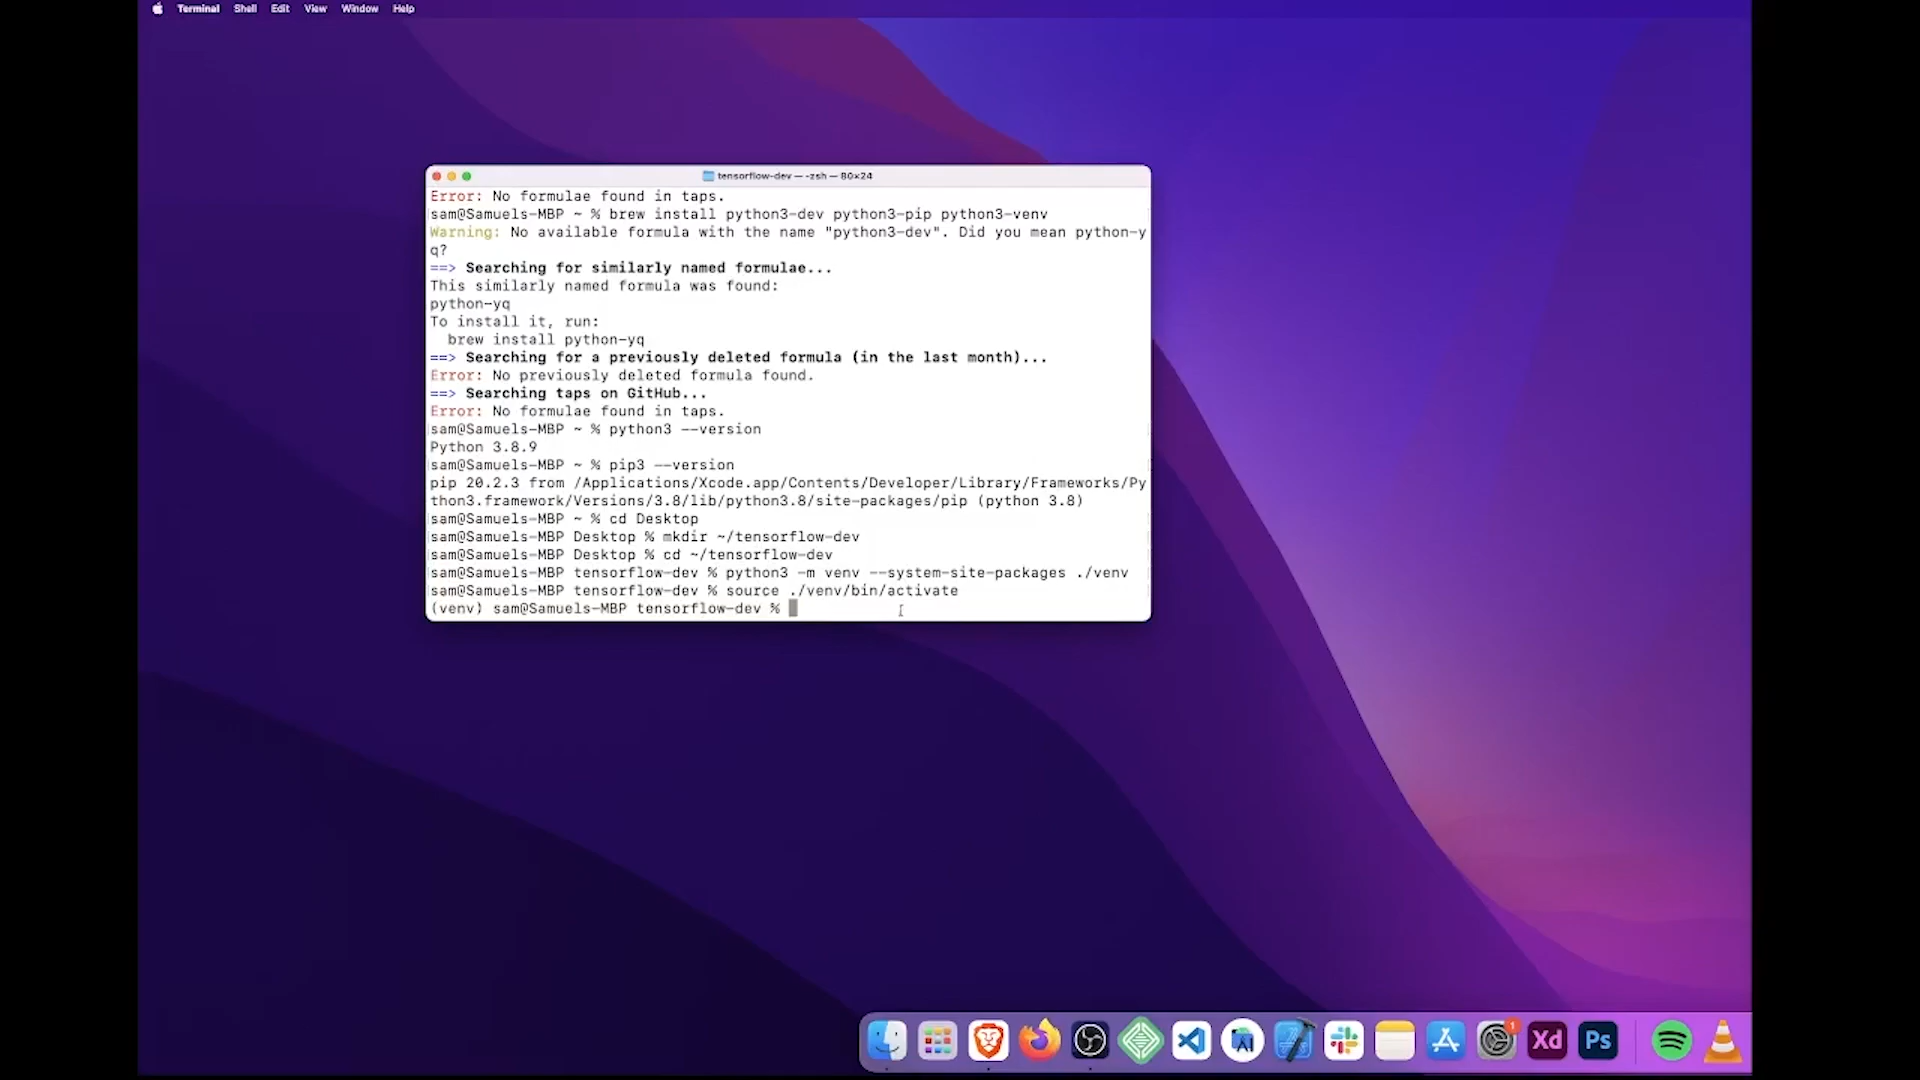 Terminal Shell Edit View Window Help
tensorflow-dev — -zsh — 80×24
Error: No formulae found in taps.
sam@Samuels-MBP ~ % brew install python3-dev python3-pip python3-venv
Warning: No available formula with the name "python3-dev". Did you mean python-y
q?
==> Searching for similarly named formulae...
This similarly named formula was found:
python-yq
To install it, run:
  brew install python-yq
==> Searching for a previously deleted formula (in the last month)...
Error: No previously deleted formula found.
==> Searching taps on GitHub...
Error: No formulae found in taps.
sam@Samuels-MBP ~ % python3 --version
Python 3.8.9
sam@Samuels-MBP ~ % pip3 --version
pip 20.2.3 from /Applications/Xcode.app/Contents/Developer/Library/Frameworks/Py
thon3.framework/Versions/3.8/lib/python3.8/site-packages/pip (python 3.8)
sam@Samuels-MBP ~ % cd Desktop
sam@Samuels-MBP Desktop % mkdir ~/tensorflow-dev
sam@Samuels-MBP Desktop % cd ~/tensorflow-dev
sam@Samuels-MBP tensorflow-dev % python3 -m venv --system-site-packages ./venv
sam@Samuels-MBP tensorflow-dev % source ./venv/bin/activate
(venv) sam@Samuels-MBP tensorflow-dev %
1
Xd
Ps